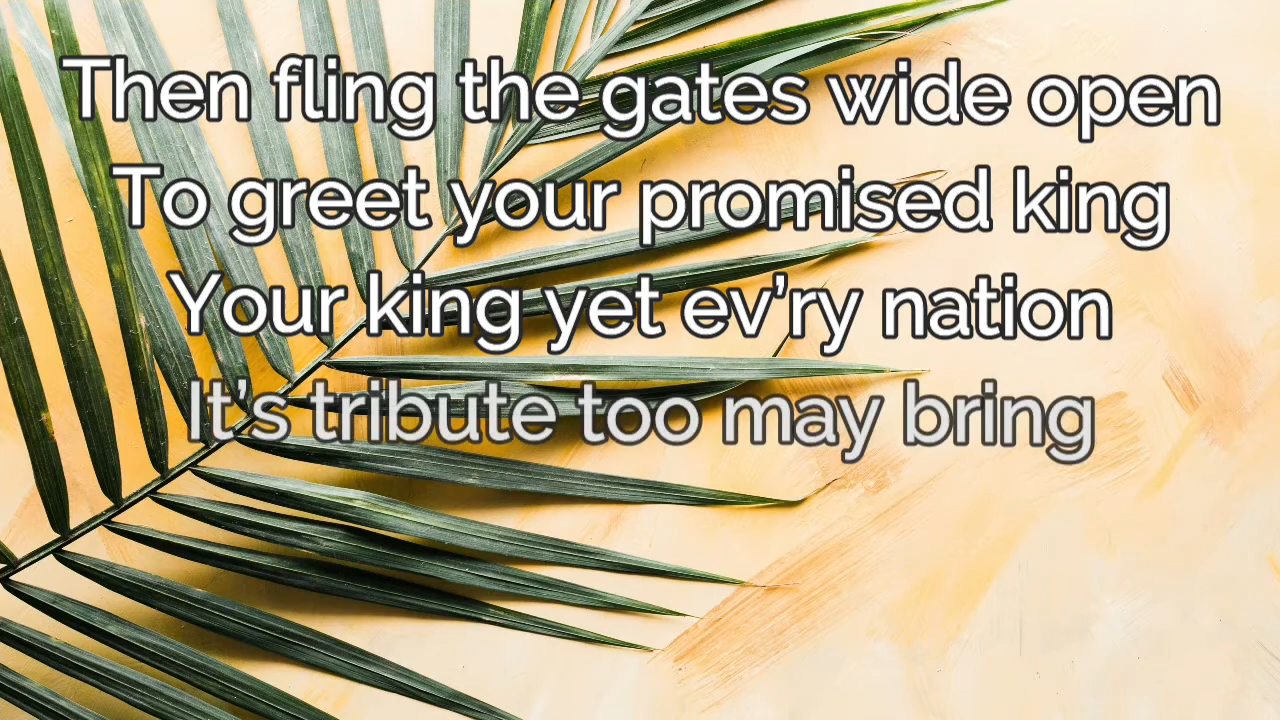 Then fling the gates wide open
To greet your promised king
Your king yet ev’ry nation
It’s tribute too may bring